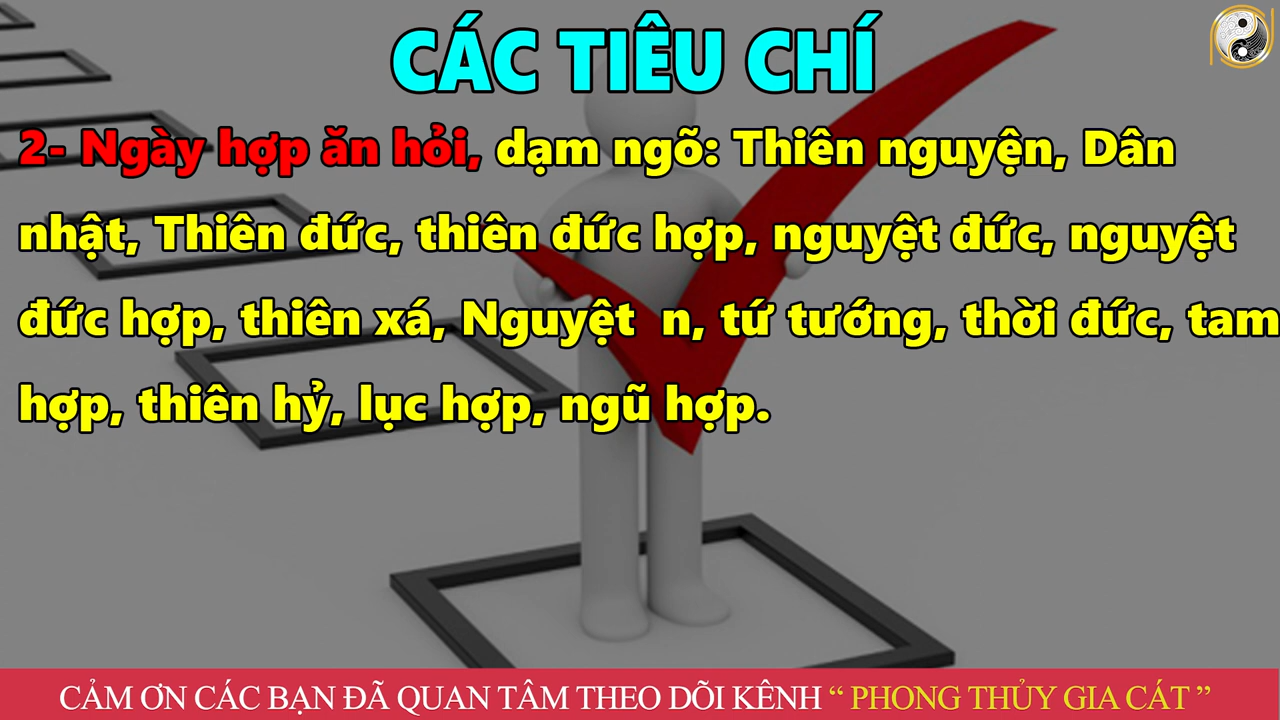 CÁC TIÊU CHÍ
2- Ngày hợp ăn hỏi, dạm ngõ: Thiên nguyện, Dân
nhật, Thiên đức, thiên đức hợp, nguyệt đức, nguyệt
đức hợp, thiên xá, Nguyệt n, tứ tướng, thời đức, tam
hợp, thiên hỷ, lục hợp, ngũ hợp.
CẢM ƠN CÁC BẠN ĐÃ QUAN TÂM THEO DÕI KÊNH “ PHONG THỦY GIA CÁT ”